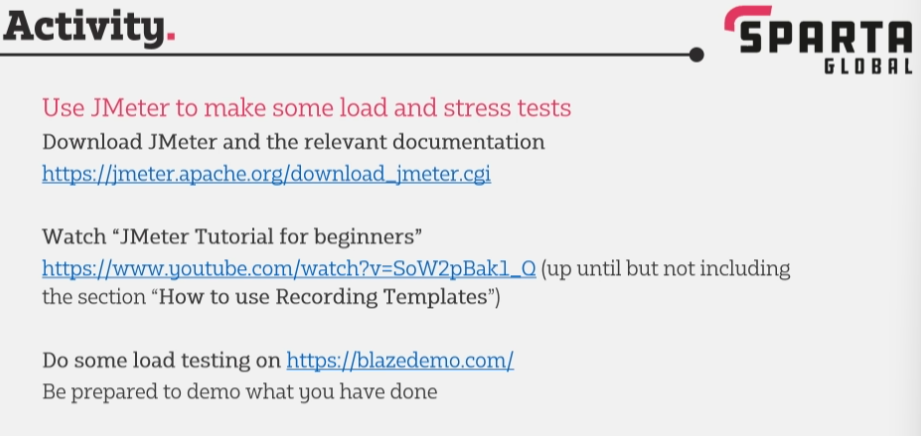 Activity.
SPARTA
GLOBAL
Use JMeter to make some load and stress tests
Download JMeter and the relevant documentation
https://jmeter.apache.org/download_jmeter.cgi
Watch “JMeter Tutorial for beginners”
https://www.youtube.com/watch?v=SoW2pBak1_Q (up until but not including
the section “How to use Recording Templates”)
Do some load testing on https://blazedemo.com/
Be prepared to demo what you have done